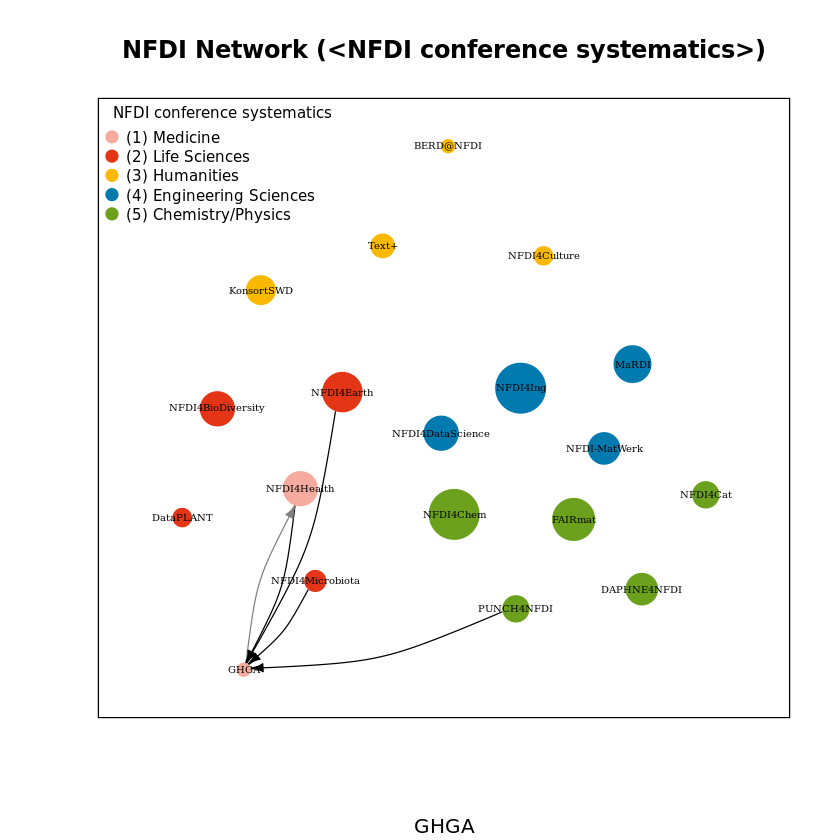 NFDI Network (<NFDI conference systematics>)
NFDI conference systematics
(1) Medicine
(2) Life Sciences
(3) Humanities
(4) Engineering Sciences
(5) Chemistry/Physics
BERD@NFDI
Text+
NFDI4Culture
KonsortSWD
MaRDI
NFDI4Ing
NFDI4Earth
NFDI4BioDiversity
NFDI4DataScience
NFDI-MatWerk
NFDI4Health
NFDI4Cat
NFDI4Chem
FAIRmat
DataPLANT
NFDI4Microbiota
DAPHNE4NFDI
PUNCH4NFDI
GHGA
GHGA